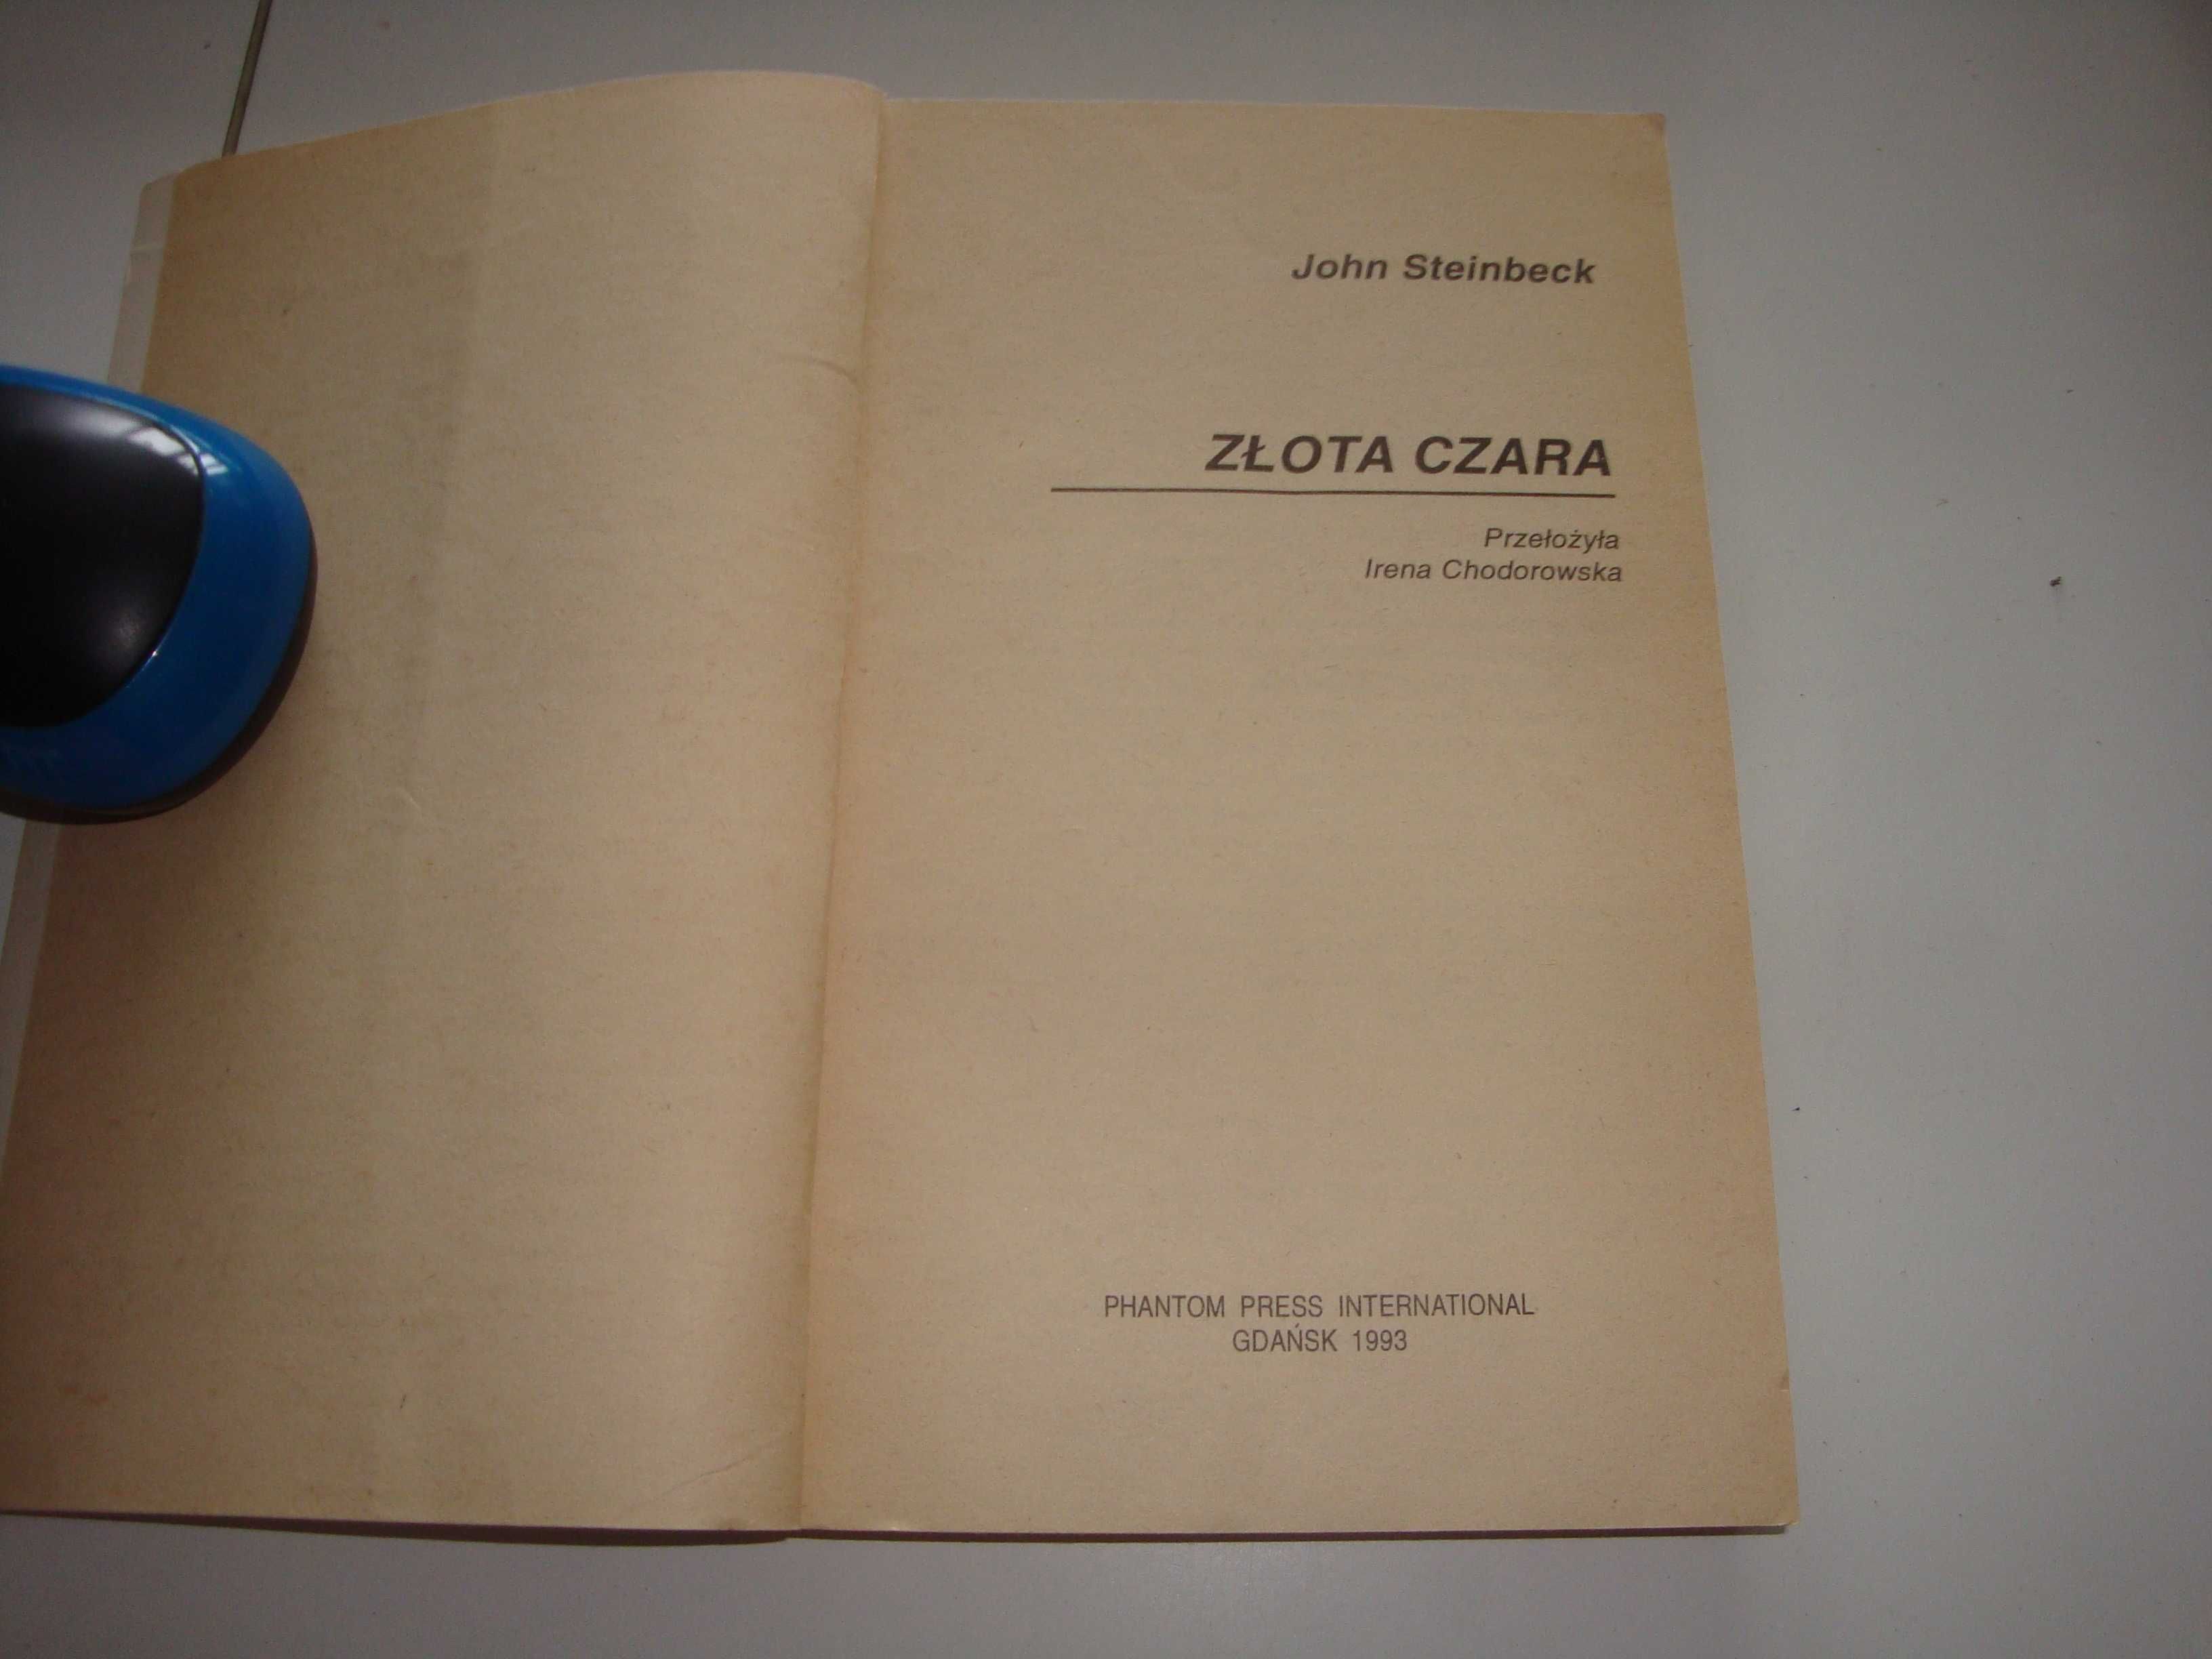 John Steinbeck
ZŁOTA CZARA
Przełożyła
Irena Chodorowska
PHANTOM PRESS INTERNATIONAL
GDAŃSK 1993